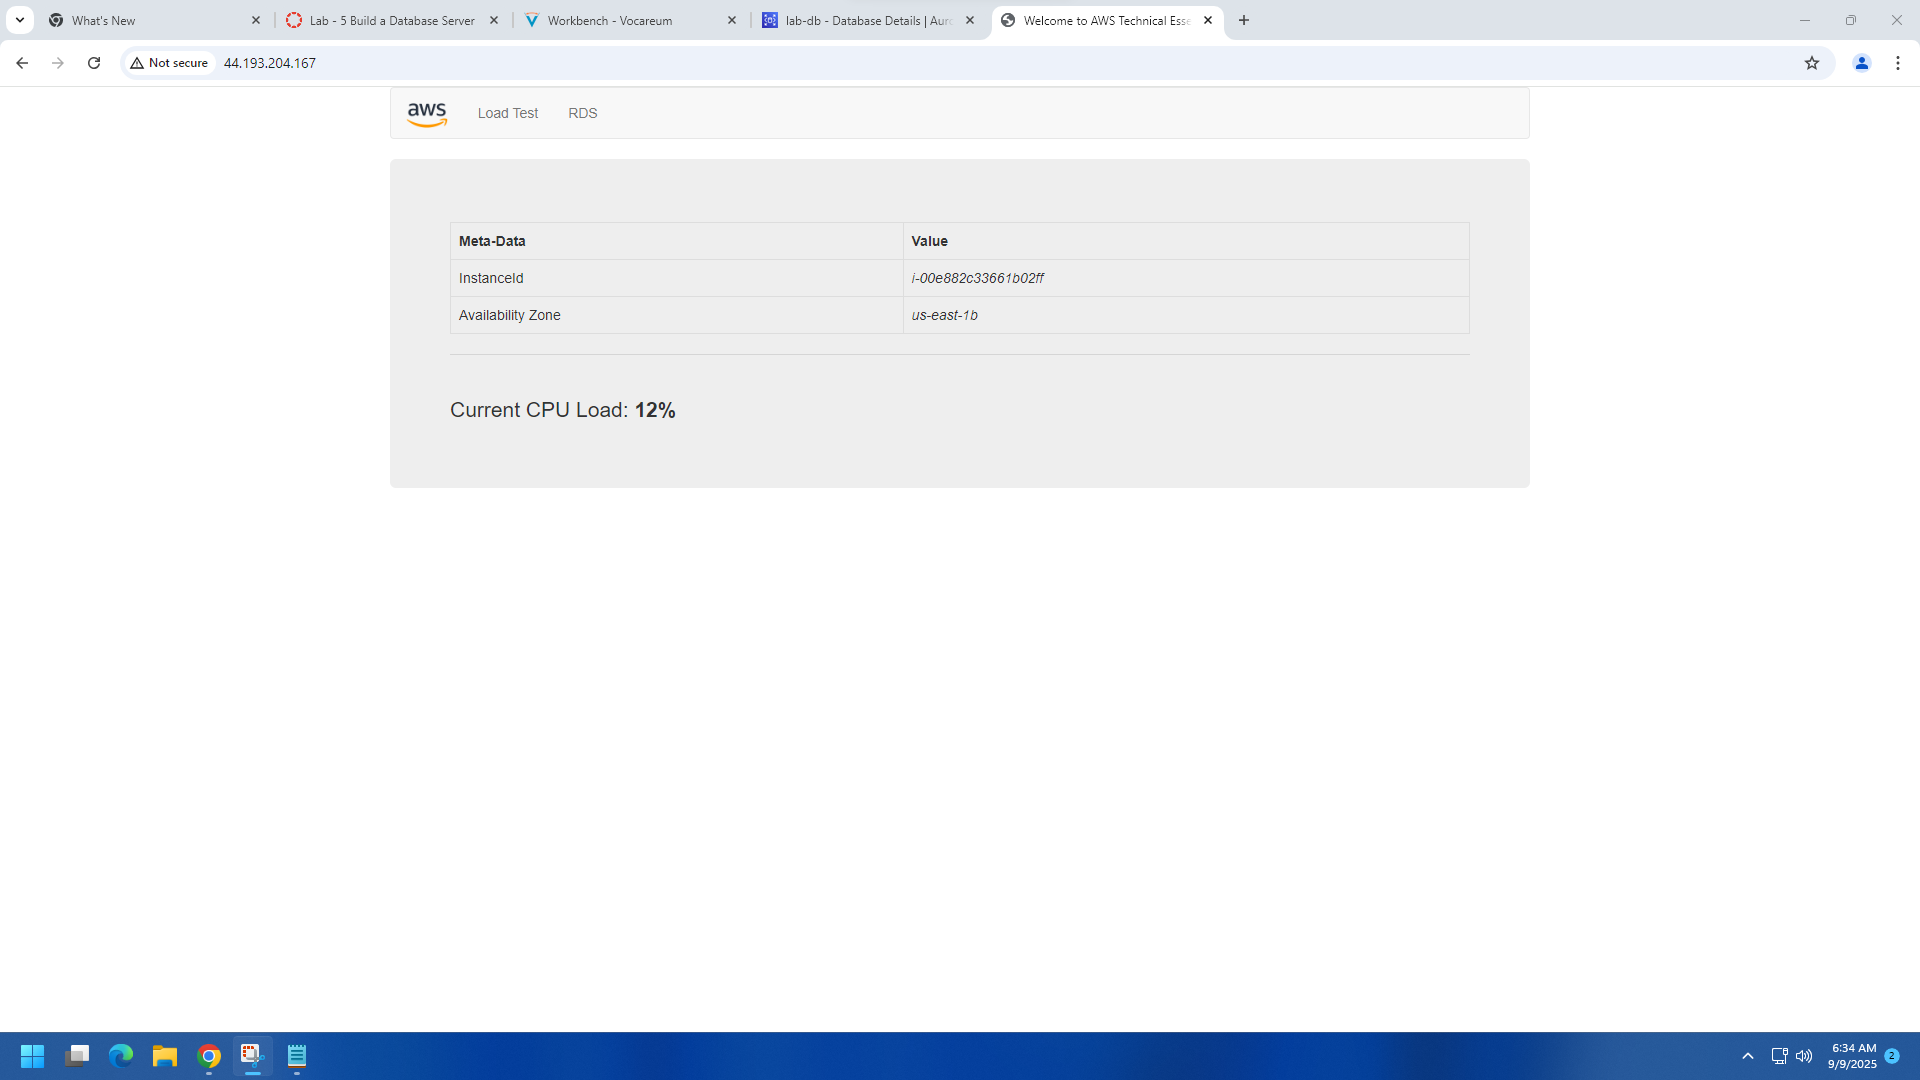 What's New
Lab - 5 Build a Database Server
Workbench - Vocareum
lab-db - Database Details | Auro
Welcome to AWS Technical Esse
Not secure
44.193.204.167
aws
Load Test
RDS
Meta-Data
Value
InstanceId
i-00e882c33661b02ff
Availability Zone
us-east-1b
Current CPU Load: 12%
6:34 AM
9/9/2025
2